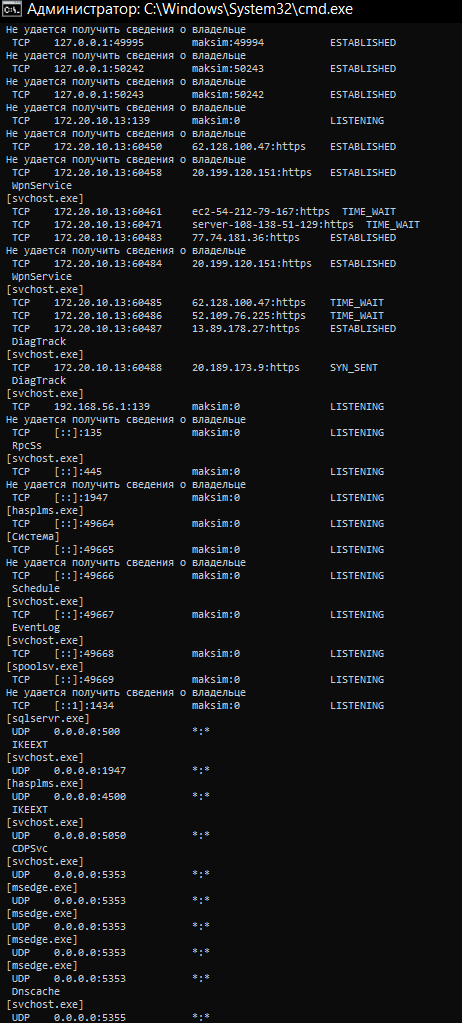 Администратор: C:\Windows\System32\cmd.exe
Не удается получить сведения о владельце
TCP    127.0.0.1:49995        maksim:49994           ESTABLISHED
Не удается получить сведения о владельце
TCP    127.0.0.1:50242        maksim:50243           ESTABLISHED
Не удается получить сведения о владельце
TCP    127.0.0.1:50243        maksim:50242           ESTABLISHED
Не удается получить сведения о владельце
TCP    172.20.10.13:139       maksim:0               LISTENING
Не удается получить сведения о владельце
TCP    172.20.10.13:60450     62.128.100.47:https    ESTABLISHED
Не удается получить сведения о владельце
TCP    172.20.10.13:60458     20.199.120.151:https   ESTABLISHED
WpnService
[svchost.exe]
TCP    172.20.10.13:60461     ec2-54-212-79-167:https  TIME_WAIT
TCP    172.20.10.13:60471     server-108-138-51-129:https  TIME_WAIT
TCP    172.20.10.13:60483     77.74.181.36:https     ESTABLISHED
Не удается получить сведения о владельце
TCP    172.20.10.13:60484     20.199.120.151:https   ESTABLISHED
WpnService
[svchost.exe]
TCP    172.20.10.13:60485     62.128.100.47:https    TIME_WAIT
TCP    172.20.10.13:60486     52.109.76.225:https    TIME_WAIT
TCP    172.20.10.13:60487     13.89.178.27:https     ESTABLISHED
DiagTrack
[svchost.exe]
TCP    172.20.10.13:60488     20.189.173.9:https     SYN_SENT
DiagTrack
[svchost.exe]
TCP    192.168.56.1:139       maksim:0               LISTENING
Не удается получить сведения о владельце
TCP    [::]:135               maksim:0               LISTENING
RpcSs
[svchost.exe]
TCP    [::]:445               maksim:0               LISTENING
Не удается получить сведения о владельце
TCP    [::]:1947              maksim:0               LISTENING
[hasplms.exe]
TCP    [::]:49664             maksim:0               LISTENING
[Система]
TCP    [::]:49665             maksim:0               LISTENING
Не удается получить сведения о владельце
TCP    [::]:49666             maksim:0               LISTENING
Schedule
[svchost.exe]
TCP    [::]:49667             maksim:0               LISTENING
EventLog
[svchost.exe]
TCP    [::]:49668             maksim:0               LISTENING
[spoolsv.exe]
TCP    [::]:49669             maksim:0               LISTENING
Не удается получить сведения о владельце
TCP    [::1]:1434             maksim:0               LISTENING
[sqlservr.exe]
UDP    0.0.0.0:500            *:*
IKEEXT
[svchost.exe]
UDP    0.0.0.0:1947           *:*
[hasplms.exe]
UDP    0.0.0.0:4500           *:*
IKEEXT
[svchost.exe]
UDP    0.0.0.0:5050           *:*
CDPSvc
[svchost.exe]
UDP    0.0.0.0:5353           *:*
[msedge.exe]
UDP    0.0.0.0:5353           *:*
[msedge.exe]
UDP    0.0.0.0:5353           *:*
[msedge.exe]
UDP    0.0.0.0:5353           *:*
[msedge.exe]
UDP    0.0.0.0:5353           *:*
Dnscache
[svchost.exe]
UDP    0.0.0.0:5355           *:*